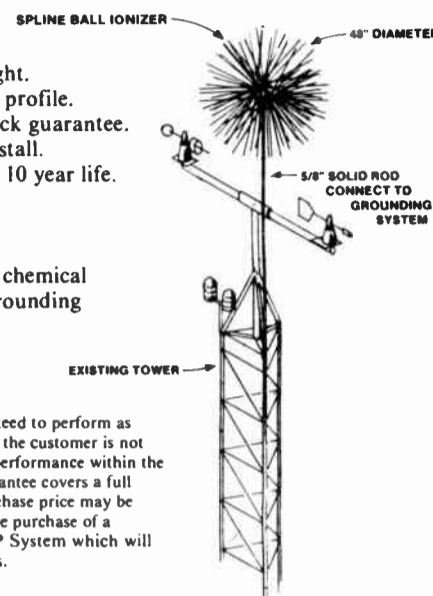 SPLINE BALL IONIZER
48" DIAMETER
ght.
profile.
ck guarantee.
stall.
10 year life.
5/8" SOLID ROD
CONNECT TO
GROUNDING
SYSTEM
chemical
rounding
EXISTING TOWER
eed to perform as
the customer is not
erformance within the
rantee covers a full
chase price may be
e purchase of a
System which will
s.